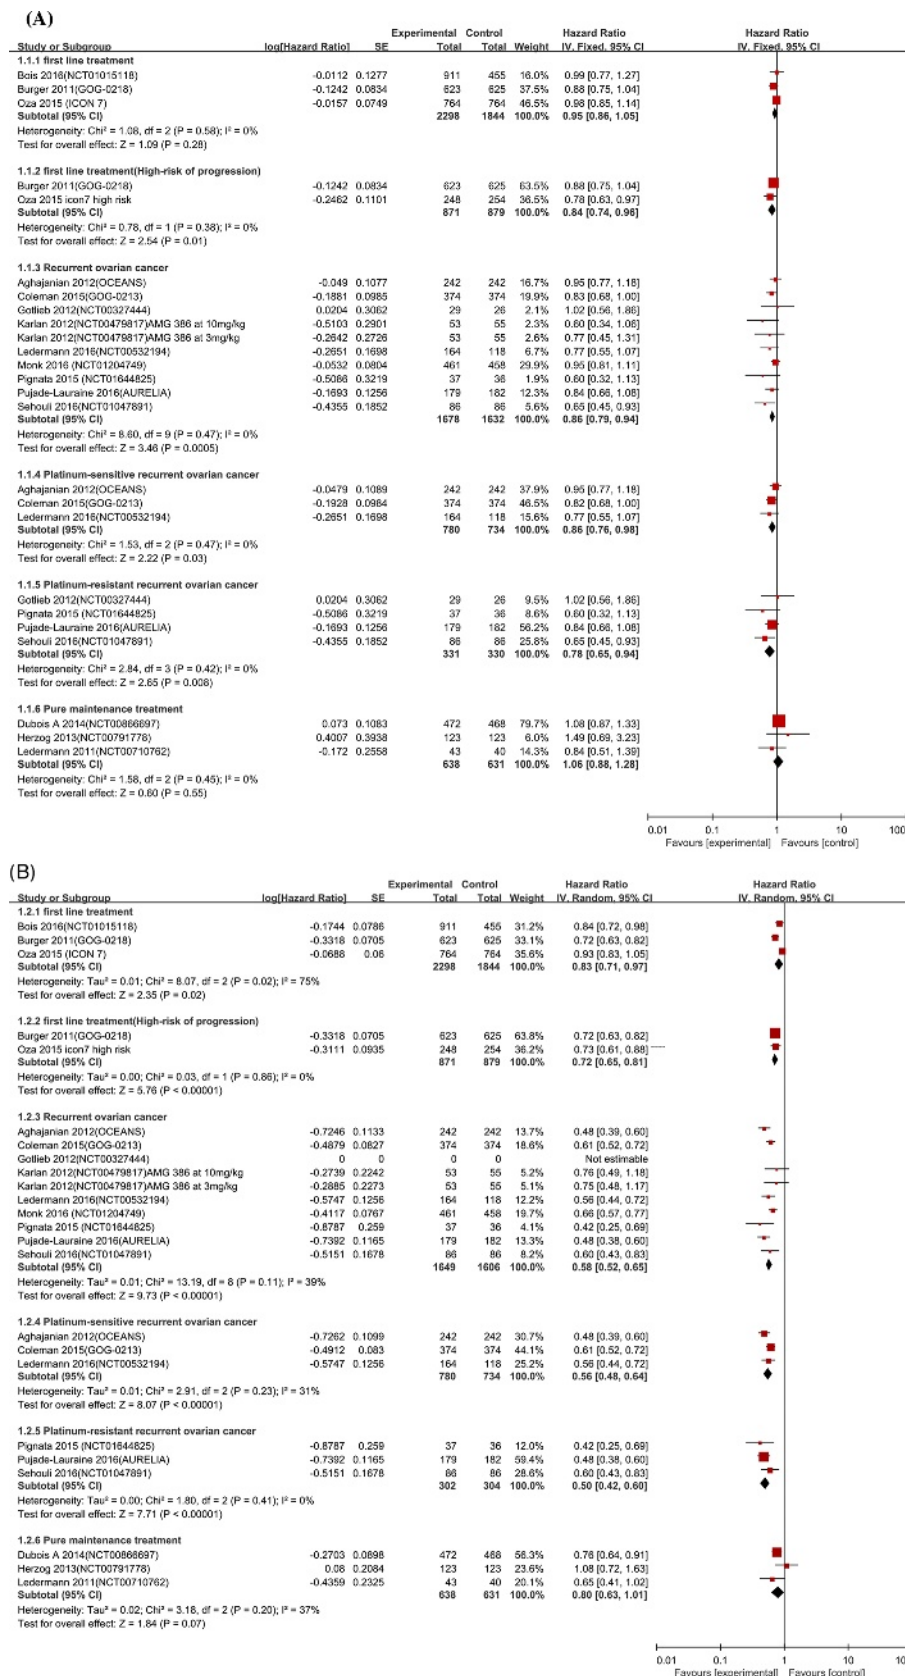 (A)
Experimental Control Hazard Ratio Hazard Ratio
Study or Subgroup log[Hazard Ratio] SE Total Total Weight IV. Fixed. 95% CI IV. Fixed. 95% CI
1.1.1 first line treatment
Bois 2016(NCT01015118) -0.0112 0.1277 911 455 16.0% 0.99 [0.77, 1.27]
Burger 2011(GOG-0218) -0.1242 0.0834 623 625 37.5% 0.88 [0.75, 1.04]
Oza 2015 (ICON 7) -0.0157 0.0749 764 764 46.5% 0.98 [0.85, 1.14]
Subtotal (95% CI) 2298 1844 100.0% 0.95 [0.86, 1.05]
Heterogeneity: Chi² = 1.08, df = 2 (P = 0.58); I² = 0%
Test for overall effect: Z = 1.09 (P = 0.28)
1.1.2 first line treatment(High-risk of progression)
Burger 2011(GOG-0218) -0.1242 0.0834 623 625 63.5% 0.88 [0.75, 1.04]
Oza 2015 icon7 high risk -0.2462 0.1101 248 254 36.5% 0.78 [0.63, 0.97]
Subtotal (95% CI) 871 879 100.0% 0.84 [0.74, 0.96]
Heterogeneity: Chi² = 0.78, df = 1 (P = 0.38); I² = 0%
Test for overall effect: Z = 2.54 (P = 0.01)
1.1.3 Recurrent ovarian cancer
Aghajanian 2012(OCEANS) -0.049 0.1077 242 242 16.7% 0.95 [0.77, 1.18]
Coleman 2015(GOG-0213) -0.1881 0.0985 374 374 19.9% 0.83 [0.68, 1.00]
Gotlieb 2012(NCT00327444) 0.0204 0.3062 29 26 2.1% 1.02 [0.56, 1.86]
Karlan 2012(NCT00479817)AMG 386 at 10mg/kg -0.5103 0.2901 53 55 2.3% 0.60 [0.34, 1.06]
Karlan 2012(NCT00479817)AMG 386 at 3mg/kg -0.2642 0.2726 53 55 2.6% 0.77 [0.45, 1.31]
Ledermann 2016(NCT00532194) -0.2651 0.1698 164 118 6.7% 0.77 [0.55, 1.07]
Monk 2016 (NCT01204749) -0.0532 0.0804 461 458 29.9% 0.95 [0.81, 1.11]
Pignata 2015 (NCT01644825) -0.5086 0.3219 37 36 1.9% 0.60 [0.32, 1.13]
Pujade-Lauraine 2016(AURELIA) -0.1693 0.1256 179 182 12.3% 0.84 [0.66, 1.08]
Sehouli 2016(NCT01047891) -0.4355 0.1852 86 86 5.6% 0.65 [0.45, 0.93]
Subtotal (95% CI) 1678 1632 100.0% 0.86 [0.79, 0.94]
Heterogeneity: Chi² = 8.60, df = 9 (P = 0.47); I² = 0%
Test for overall effect: Z = 3.46 (P = 0.0005)
1.1.4 Platinum-sensitive recurrent ovarian cancer
Aghajanian 2012(OCEANS) -0.0479 0.1089 242 242 37.9% 0.95 [0.77, 1.18]
Coleman 2015(GOG-0213) -0.1928 0.0984 374 374 46.5% 0.82 [0.68, 1.00]
Ledermann 2016(NCT00532194) -0.2651 0.1698 164 118 15.6% 0.77 [0.55, 1.07]
Subtotal (95% CI) 780 734 100.0% 0.86 [0.76, 0.98]
Heterogeneity: Chi² = 1.53, df = 2 (P = 0.47); I² = 0%
Test for overall effect: Z = 2.22 (P = 0.03)
1.1.5 Platinum-resistant recurrent ovarian cancer
Gotlieb 2012(NCT00327444) 0.0204 0.3062 29 26 9.5% 1.02 [0.56, 1.86]
Pignata 2015 (NCT01644825) -0.5086 0.3219 37 36 8.6% 0.60 [0.32, 1.13]
Pujade-Lauraine 2016(AURELIA) -0.1693 0.1256 179 182 56.2% 0.84 [0.66, 1.08]
Sehouli 2016(NCT01047891) -0.4355 0.1852 86 86 25.8% 0.65 [0.45, 0.93]
Subtotal (95% CI) 331 330 100.0% 0.78 [0.65, 0.94]
Heterogeneity: Chi² = 2.84, df = 3 (P = 0.42); I² = 0%
Test for overall effect: Z = 2.65 (P = 0.008)
1.1.6 Pure maintenance treatment
Dubois A 2014(NCT00866697) 0.073 0.1083 472 468 79.7% 1.08 [0.87, 1.33]
Herzog 2013(NCT00791778) 0.4007 0.3938 123 123 6.0% 1.49 [0.69, 3.23]
Ledermann 2011(NCT00710762) -0.172 0.2558 43 40 14.3% 0.84 [0.51, 1.39]
Subtotal (95% CI) 638 631 100.0% 1.06 [0.88, 1.28]
Heterogeneity: Chi² = 1.58, df = 2 (P = 0.45); I² = 0%
Test for overall effect: Z = 0.60 (P = 0.55)
0.01 0.1 1 10 100
Favours [experimental] Favours [control]
(B)
Experimental Control Hazard Ratio Hazard Ratio
Study or Subgroup log[Hazard Ratio] SE Total Total Weight IV. Random. 95% CI IV. Random. 95% CI
1.2.1 first line treatment
Bois 2016(NCT01015118) -0.1744 0.0786 911 455 31.2% 0.84 [0.72, 0.98]
Burger 2011(GOG-0218) -0.3318 0.0705 623 625 33.1% 0.72 [0.63, 0.82]
Oza 2015 (ICON 7) -0.0688 0.06 764 764 35.6% 0.93 [0.83, 1.05]
Subtotal (95% CI) 2298 1844 100.0% 0.83 [0.71, 0.97]
Heterogeneity: Tau² = 0.01; Chi² = 8.07, df = 2 (P = 0.02); I² = 75%
Test for overall effect: Z = 2.35 (P = 0.02)
1.2.2 first line treatment(High-risk of progression)
Burger 2011(GOG-0218) -0.3318 0.0705 623 625 63.8% 0.72 [0.63, 0.82]
Oza 2015 icon7 high risk -0.3111 0.0935 248 254 36.2% 0.73 [0.61, 0.88]
Subtotal (95% CI) 871 879 100.0% 0.72 [0.65, 0.81]
Heterogeneity: Tau² = 0.00; Chi² = 0.03, df = 1 (P = 0.86); I² = 0%
Test for overall effect: Z = 5.76 (P < 0.00001)
1.2.3 Recurrent ovarian cancer
Aghajanian 2012(OCEANS) -0.7246 0.1133 242 242 13.7% 0.48 [0.39, 0.60]
Coleman 2015(GOG-0213) -0.4879 0.0827 374 374 18.6% 0.61 [0.52, 0.72]
Gotlieb 2012(NCT00327444) 0 0 0 0 Not estimable
Karlan 2012(NCT00479817)AMG 386 at 10mg/kg -0.2739 0.2242 53 55 5.2% 0.76 [0.49, 1.18]
Karlan 2012(NCT00479817)AMG 386 at 3mg/kg -0.2885 0.2273 53 55 5.1% 0.75 [0.48, 1.17]
Ledermann 2016(NCT00532194) -0.5747 0.1256 164 118 12.2% 0.56 [0.44, 0.72]
Monk 2016 (NCT01204749) -0.4117 0.0767 461 458 19.7% 0.66 [0.57, 0.77]
Pignata 2015 (NCT01644825) -0.8787 0.259 37 36 4.1% 0.42 [0.25, 0.69]
Pujade-Lauraine 2016(AURELIA) -0.7392 0.1165 179 182 13.3% 0.48 [0.38, 0.60]
Sehouli 2016(NCT01047891) -0.5151 0.1678 86 86 8.2% 0.60 [0.43, 0.83]
Subtotal (95% CI) 1649 1606 100.0% 0.58 [0.52, 0.65]
Heterogeneity: Tau² = 0.01; Chi² = 13.19, df = 8 (P = 0.11); I² = 39%
Test for overall effect: Z = 9.73 (P < 0.00001)
1.2.4 Platinum-sensitive recurrent ovarian cancer
Aghajanian 2012(OCEANS) -0.7262 0.1099 242 242 30.7% 0.48 [0.39, 0.60]
Coleman 2015(GOG-0213) -0.4912 0.083 374 374 44.1% 0.61 [0.52, 0.72]
Ledermann 2016(NCT00532194) -0.5747 0.1256 164 118 25.2% 0.56 [0.44, 0.72]
Subtotal (95% CI) 780 734 100.0% 0.56 [0.48, 0.64]
Heterogeneity: Tau² = 0.01; Chi² = 2.91, df = 2 (P = 0.23); I² = 31%
Test for overall effect: Z = 8.07 (P < 0.00001)
1.2.5 Platinum-resistant recurrent ovarian cancer
Pignata 2015 (NCT01644825) -0.8787 0.259 37 36 12.0% 0.42 [0.25, 0.69]
Pujade-Lauraine 2016(AURELIA) -0.7392 0.1165 179 182 59.4% 0.48 [0.38, 0.60]
Sehouli 2016(NCT01047891) -0.5151 0.1678 86 86 28.6% 0.60 [0.43, 0.83]
Subtotal (95% CI) 302 304 100.0% 0.50 [0.42, 0.60]
Heterogeneity: Tau² = 0.00; Chi² = 1.80, df = 2 (P = 0.41); I² = 0%
Test for overall effect: Z = 7.71 (P < 0.00001)
1.2.6 Pure maintenance treatment
Dubois A 2014(NCT00866697) -0.2703 0.0898 472 468 56.3% 0.76 [0.64, 0.91]
Herzog 2013(NCT00791778) 0.08 0.2084 123 123 23.6% 1.08 [0.72, 1.63]
Ledermann 2011(NCT00710762) -0.4359 0.2325 43 40 20.1% 0.65 [0.41, 1.02]
Subtotal (95% CI) 638 631 100.0% 0.80 [0.63, 1.01]
Heterogeneity: Tau² = 0.02; Chi² = 3.18, df = 2 (P = 0.20); I² = 37%
Test for overall effect: Z = 1.84 (P = 0.07)
0.01 0.1 1 10 100
Favours [experimental] Favours [control]